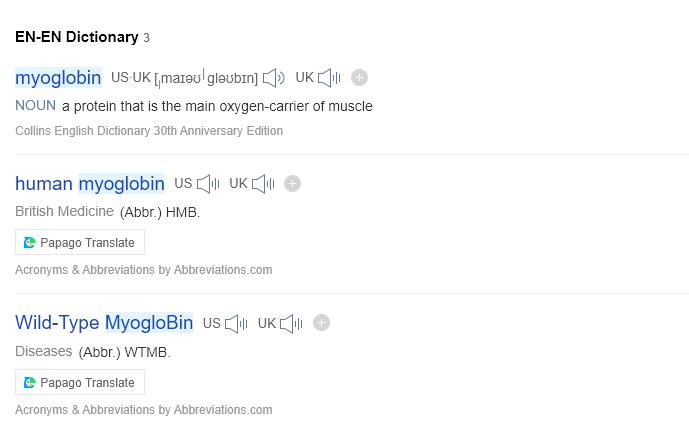 EN-EN Dictionary 3
myoglobin US·UK [ˌmaɪəʊˈgləʊbɪn] UK
NOUN a protein that is the main oxygen-carrier of muscle
Collins English Dictionary 30th Anniversary Edition
human myoglobin US UK
British Medicine (Abbr.) HMB.
Papago Translate
Acronyms & Abbreviations by Abbreviations.com
Wild-Type MyogloBin US UK
Diseases (Abbr.) WTMB.
Papago Translate
Acronyms & Abbreviations by Abbreviations.com